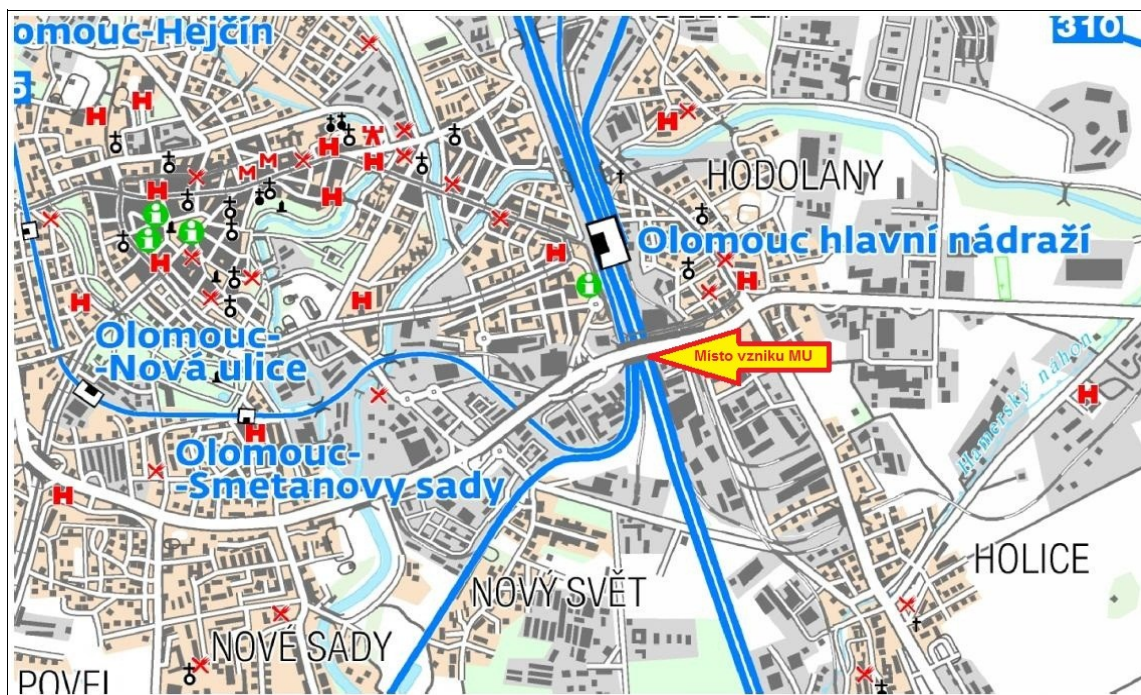 310
omouc-Hejčín
HODOLANY
Olomouc hlavní nádraží
Olomouc-
-Nová ulice
Místo vzniku MU
Hamerský náhon
Olomouc-
-Smetanovy sady
HOLICE
NOVÝ SVĚT
NOVÉ SADY
POVEL